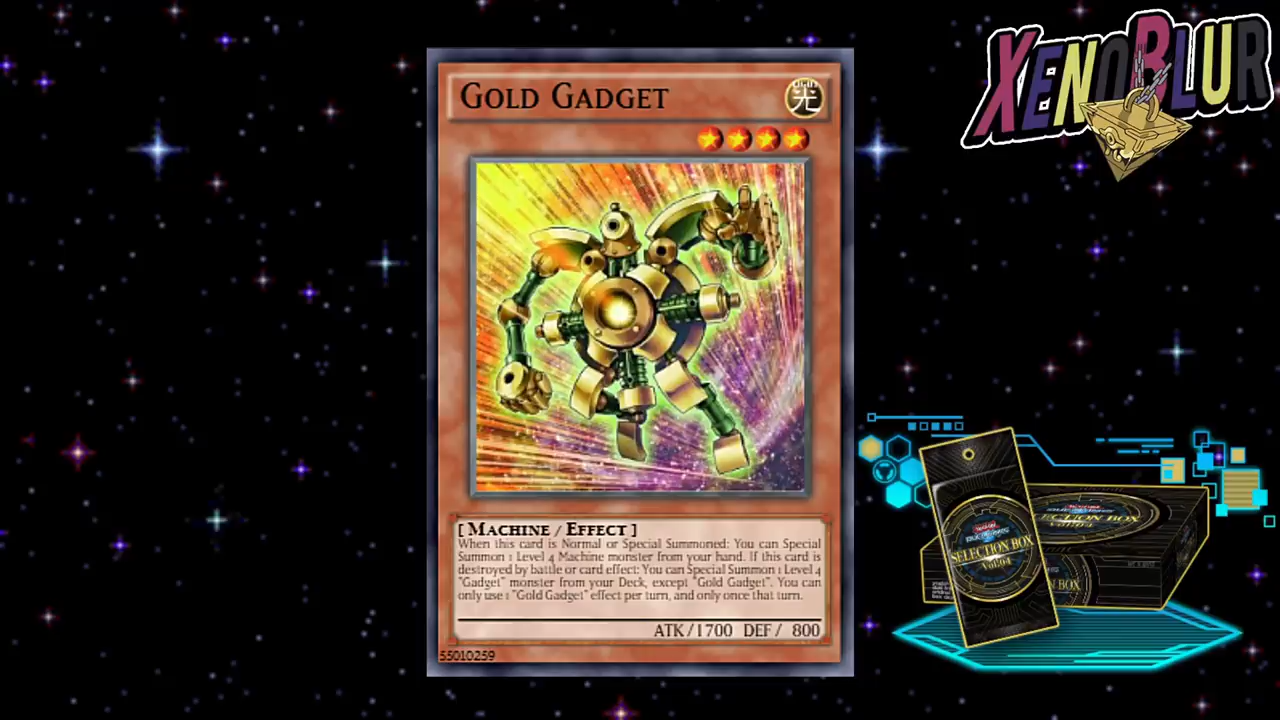 XENOBLUR
GOLD GADGET
光
[ MACHINE / EFFECT ]
When this card is Normal or Special Summoned: You can Special
Summon 1 Level 4 Machine monster from your hand. If this card is
destroyed by battle or card effect: You can Special Summon 1 Level 4
"Gadget" monster from your Deck, except "Gold Gadget". You can
only use 1 "Gold Gadget" effect per turn, and only once that turn.
ATK/1700 DEF/ 800
55010259
SELECTION BOX
Vol.04